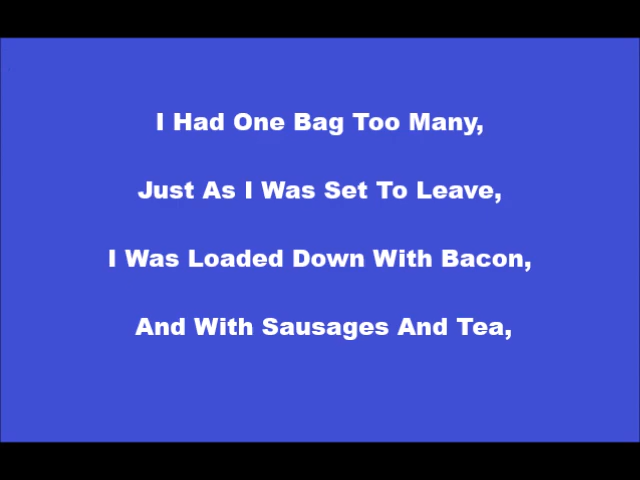 I Had One Bag Too Many,
Just As I Was Set To Leave,
I Was Loaded Down With Bacon,
And With Sausages And Tea,